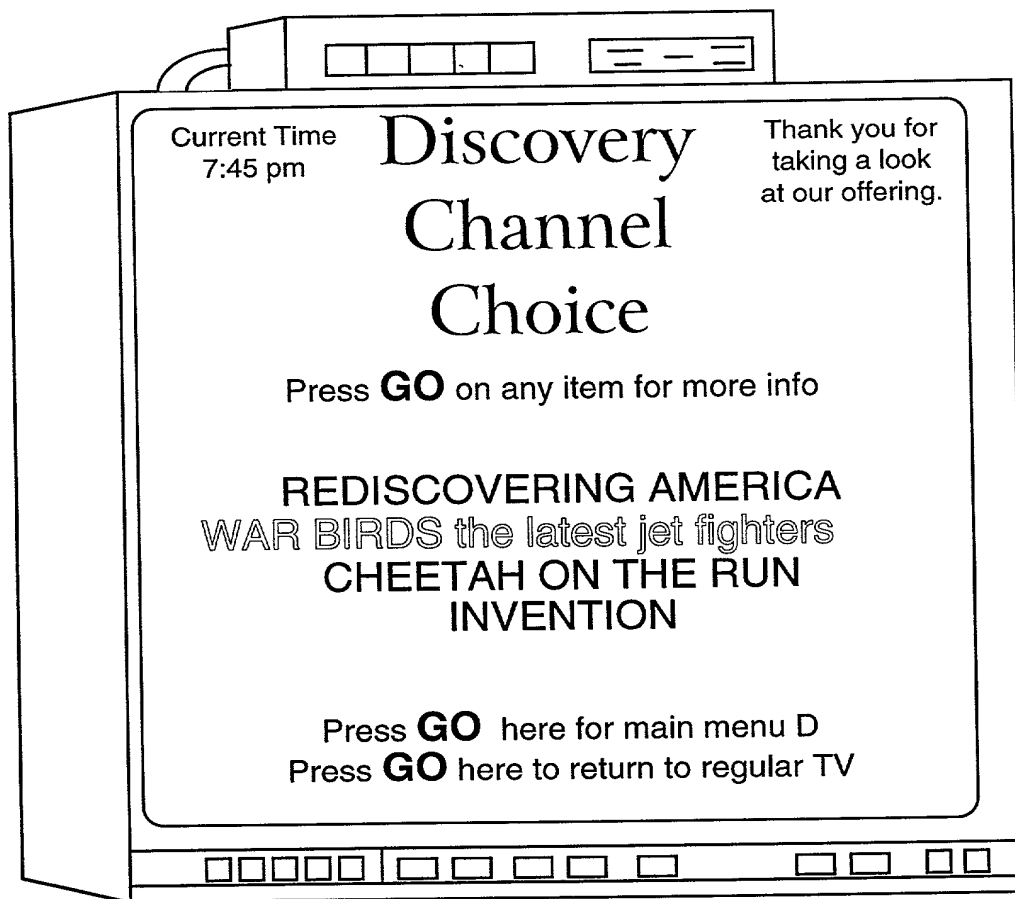 Current Time
7:45 pm
Discovery
Channel
Choice
Thank you for
taking a look
at our offering.
Press GO on any item for more info
REDISCOVERING AMERICA
WAR BIRDS the latest jet fighters
CHEETAH ON THE RUN
INVENTION
Press GO here for main menu D
Press GO here to return to regular TV